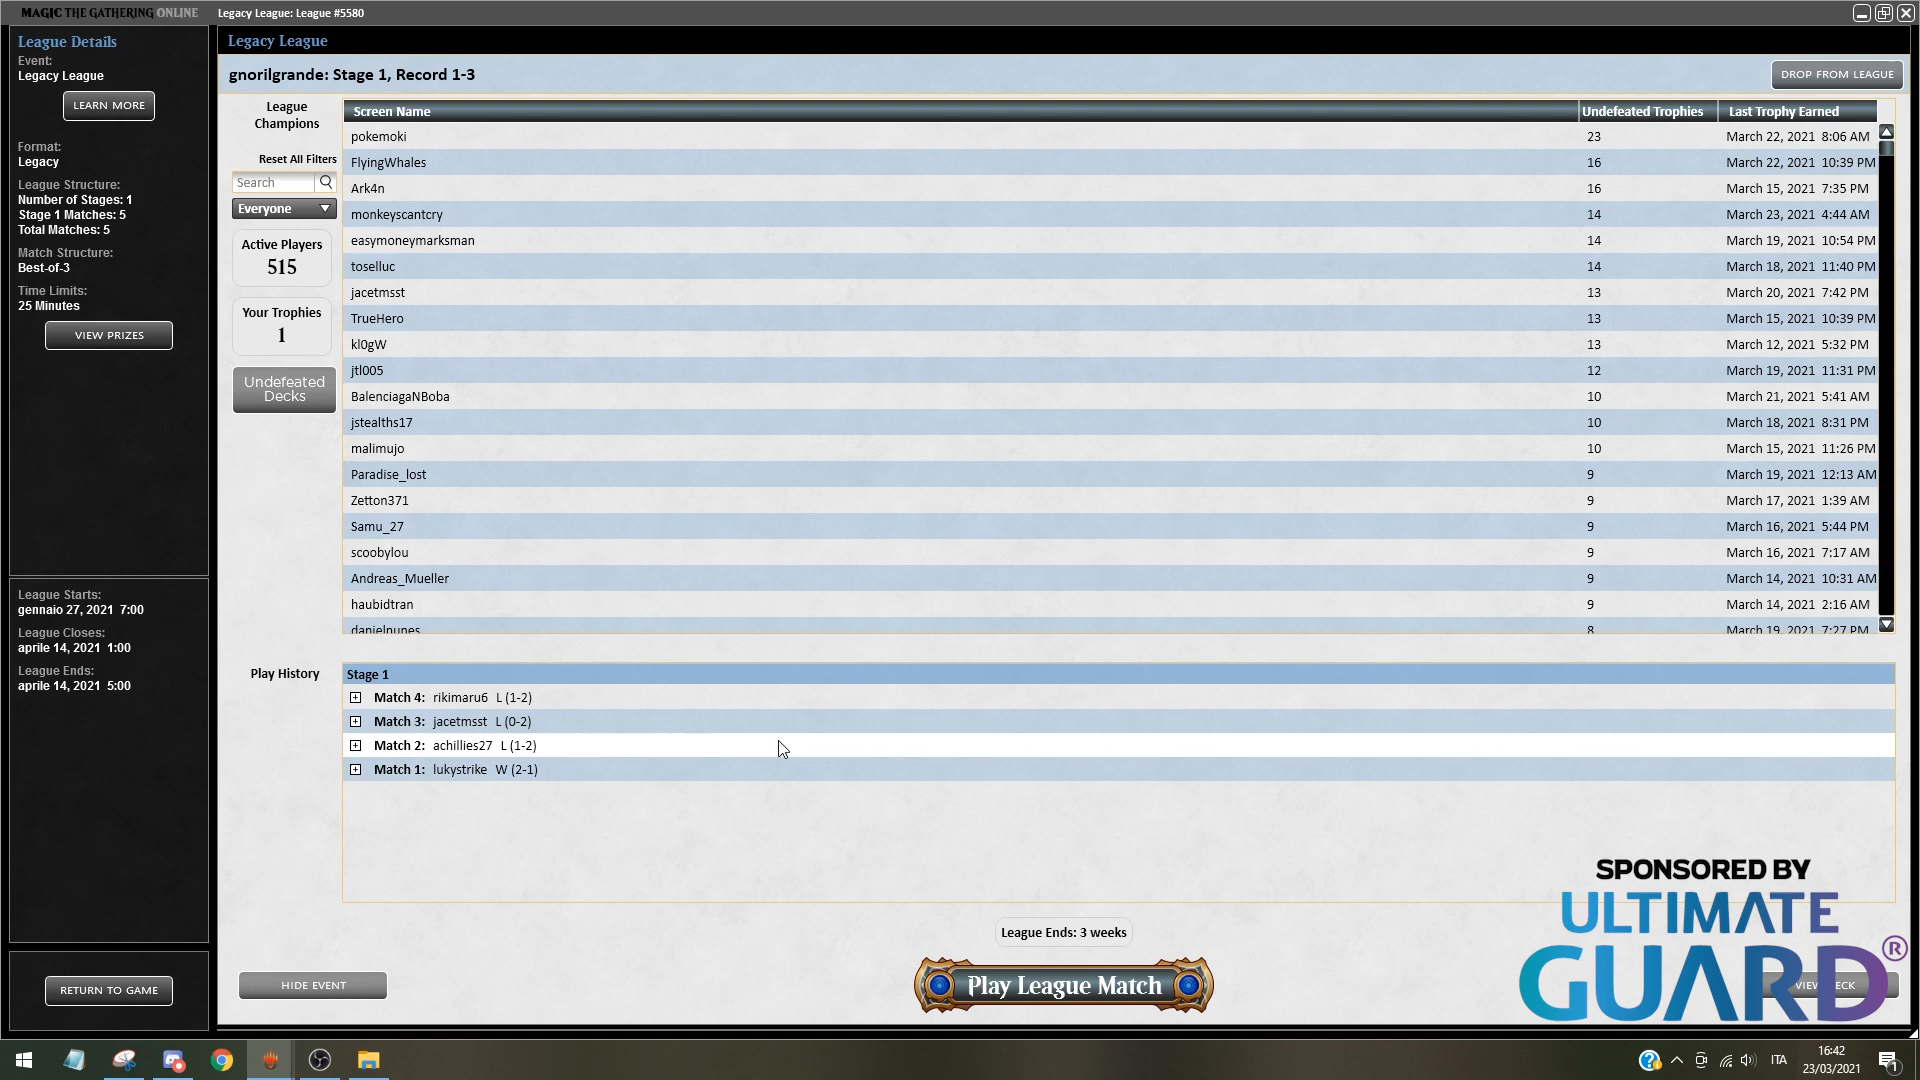 MAGIC THE GATHERING ONLINE
Legacy League: League #5580
League Details
Event:
Legacy League
LEARN MORE
Format:
Legacy
League Structure:
Number of Stages: 1
Stage 1 Matches: 5
Total Matches: 5
Match Structure:
Best-of-3
Time Limits:
25 Minutes
VIEW PRIZES
League Starts:
gennaio 27, 2021 7:00
League Closes:
aprile 14, 2021 1:00
League Ends:
aprile 14, 2021 5:00
RETURN TO GAME
Legacy League
gnorilgrande: Stage 1, Record 1-3
DROP FROM LEAGUE
League
Champions
Reset All Filters
Search
Everyone
Active Players
515
Your Trophies
1
Undefeated
Decks
Screen Name Undefeated Trophies Last Trophy Earned
pokemoki 23 March 22, 2021 8:06 AM
FlyingWhales 16 March 22, 2021 10:39 PM
Ark4n 16 March 15, 2021 7:35 PM
monkeyscantcry 14 March 23, 2021 4:44 AM
easymoneymarksman 14 March 19, 2021 10:54 PM
toselluc 14 March 18, 2021 11:40 PM
jacetmsst 13 March 20, 2021 7:42 PM
TrueHero 13 March 15, 2021 10:39 PM
kl0gW 13 March 12, 2021 5:32 PM
jtl005 12 March 19, 2021 11:31 PM
BalenciagaNBoba 10 March 21, 2021 5:41 AM
jstealths17 10 March 18, 2021 8:31 PM
malimujo 10 March 15, 2021 11:26 PM
Paradise_lost 9 March 19, 2021 12:13 AM
Zetton371 9 March 17, 2021 1:39 AM
Samu_27 9 March 16, 2021 5:44 PM
scoobylou 9 March 16, 2021 7:17 AM
Andreas_Mueller 9 March 14, 2021 10:31 AM
haubidtran 9 March 14, 2021 2:16 AM
danielnunes 8 March 19, 2021 7:27 PM
Play History
Stage 1
Match 4: rikimaru6 L (1-2)
Match 3: jacetmsst L (0-2)
Match 2: achillies27 L (1-2)
Match 1: lukystrike W (2-1)
League Ends: 3 weeks
HIDE EVENT
Play League Match
SPONSORED BY
ULTIMATE
GUARD®
ITA
16:42
23/03/2021
1